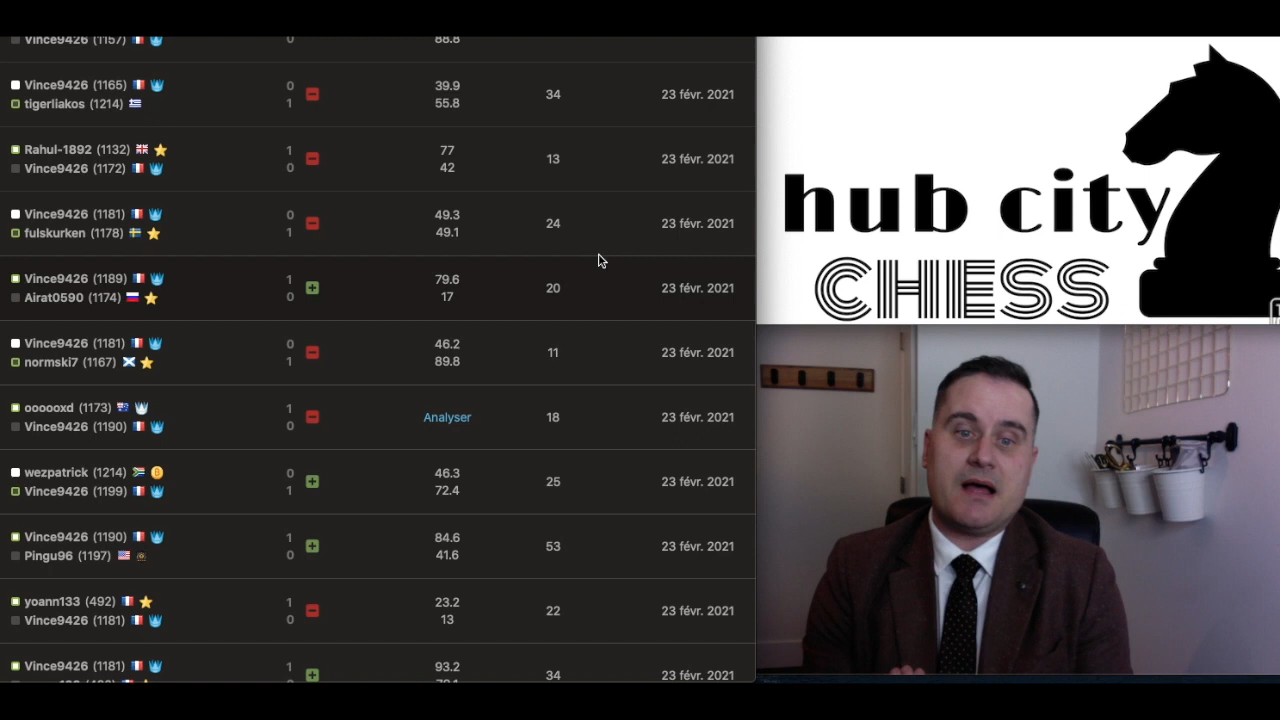 Vince9426 (1157) 0 88.8
Vince9426 (1165) 0 39.9
tigerliakos (1214) 1 55.8
34 23 févr. 2021
Rahul-1892 (1132) 1 77
Vince9426 (1172) 0 42
13 23 févr. 2021
Vince9426 (1181) 0 49.3
fulskurken (1178) 1 49.1
24 23 févr. 2021
Vince9426 (1189) 1 79.6
Airat0590 (1174) 0 17
20 23 févr. 2021
Vince9426 (1181) 0 46.2
normski7 (1167) 1 89.8
11 23 févr. 2021
oooooxd (1173) 1
Vince9426 (1190) 0
Analyser 18 23 févr. 2021
wezpatrick (1214) 0 46.3
Vince9426 (1199) 1 72.4
25 23 févr. 2021
Vince9426 (1190) 1 84.6
Pingu96 (1197) 0 41.6
53 23 févr. 2021
yoann133 (492) 1 23.2
Vince9426 (1181) 0 13
22 23 févr. 2021
Vince9426 (1181) 1 93.2
34 23 févr. 2021
hub city
CHESS